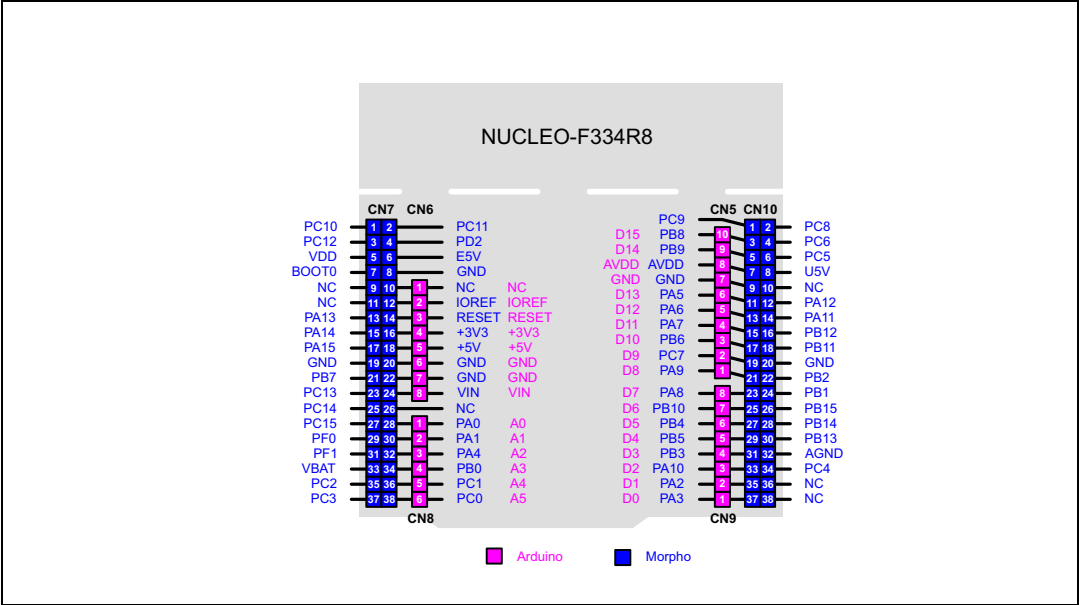 NUCLEO-F334R8
CN7 CN6 CN5 CN10
PC9
PC10 1 2 PC11 1 2 PC8
D15 PB8 10
PC12 3 4 PD2 3 4 PC6
D14 PB9 9
VDD 5 6 E5V 5 6 PC5
AVDD AVDD 8
BOOT0 7 8 GND 7 8 U5V
GND GND 7
NC 9 10 1 NC NC 9 10 NC
D13 PA5 6
NC 11 12 2 IOREF IOREF 11 12 PA12
D12 PA6 5
PA13 13 14 3 RESET RESET 13 14 PA11
D11 PA7 4
PA14 15 16 4 +3V3 +3V3 15 16 PB12
D10 PB6 3
PA15 17 18 5 +5V +5V 17 18 PB11
D9 PC7 2
GND 19 20 6 GND GND 19 20 GND
D8 PA9 1
PB7 21 22 7 GND GND 21 22 PB2
PC13 23 24 8 VIN VIN D7 PA8 8 23 24 PB1
PC14 25 26 NC D6 PB10 7 25 26 PB15
PC15 27 28 1 PA0 A0 D5 PB4 6 27 28 PB14
PF0 29 30 2 PA1 A1 D4 PB5 5 29 30 PB13
PF1 31 32 3 PA4 A2 D3 PB3 4 31 32 AGND
VBAT 33 34 4 PB0 A3 D2 PA10 3 33 34 PC4
PC2 35 36 5 PC1 A4 D1 PA2 2 35 36 NC
PC3 37 38 6 PC0 A5 D0 PA3 1 37 38 NC
CN8 CN9
Arduino Morpho